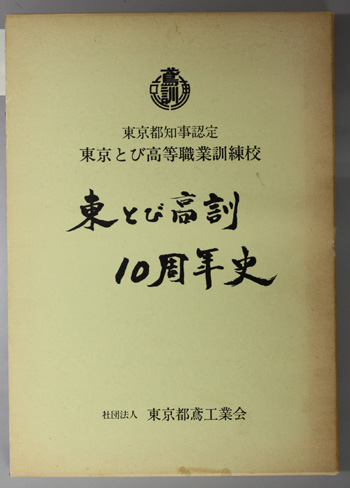 鳶
訓
東京都知事認定
東京とび高等職業訓練校
東とび高訓
10周年史
社団法人 東京都鳶工業会